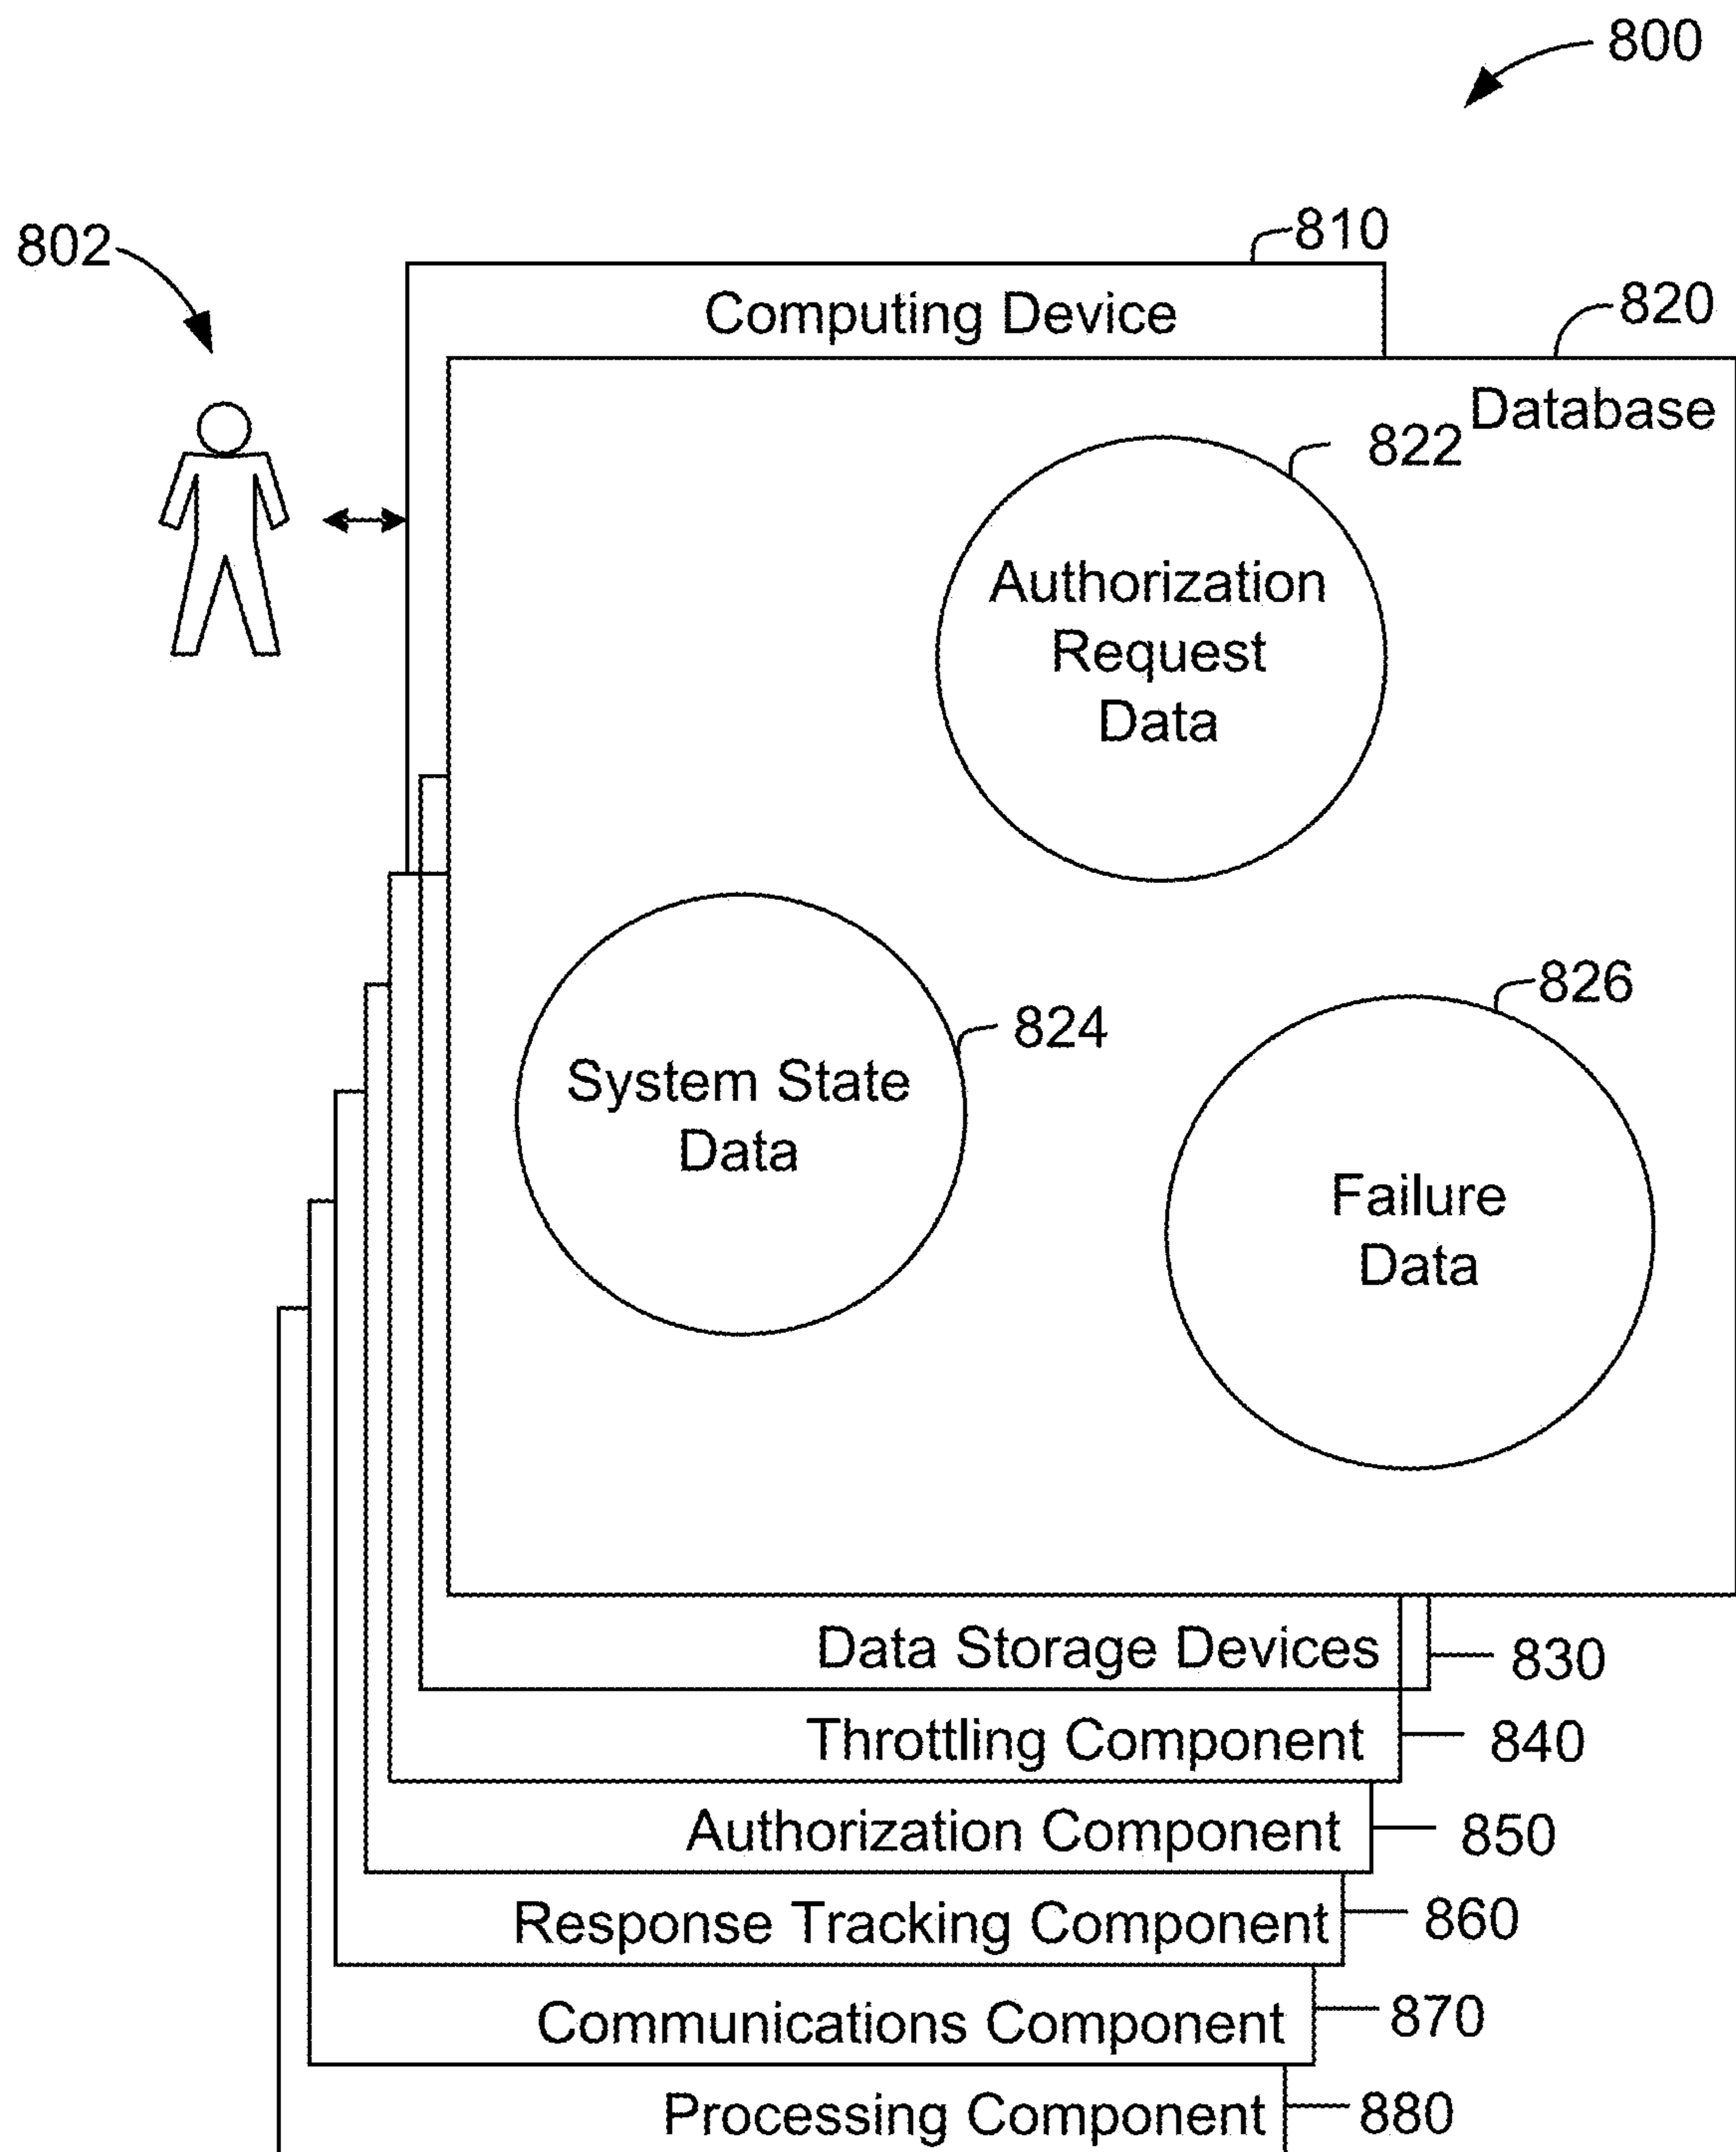 800
802
810
Computing Device
820
Database
822
Authorization
Request
Data
826
824
System State
Data
Failure
Data
Data Storage Devices
830
Throttling Component
840
Authorization Component
850
Response Tracking Component
860
Communications Component
870
Processing Component
880